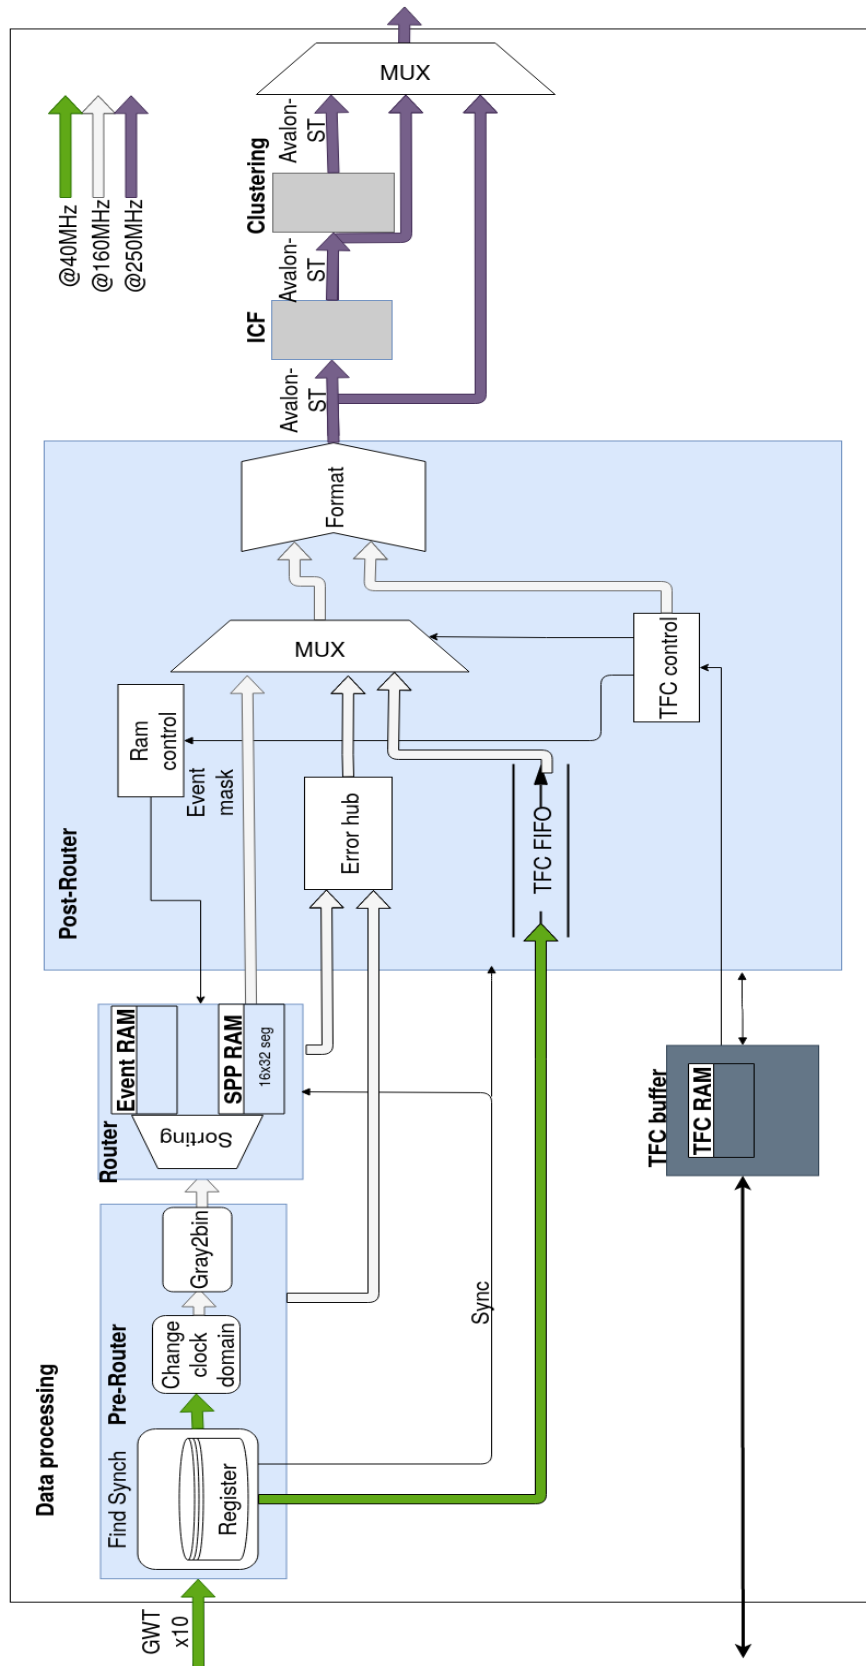 MUX
@40MHz
@160MHz
@250MHz
Avalon-
ST
Clustering
Avalon-
ST
ICF
Avalon-
ST
Format
MUX
TFC control
Ram
control
Event
mask
Error hub
TFC FIFO
Post-Router
Event RAM
SPP RAM
16x32 seg
Sorting
Router
TFC buffer
TFC RAM
Gray2bin
Change
clock
domain
Pre-Router
Sync
Data processing
Find Synch
Register
GWT
x10